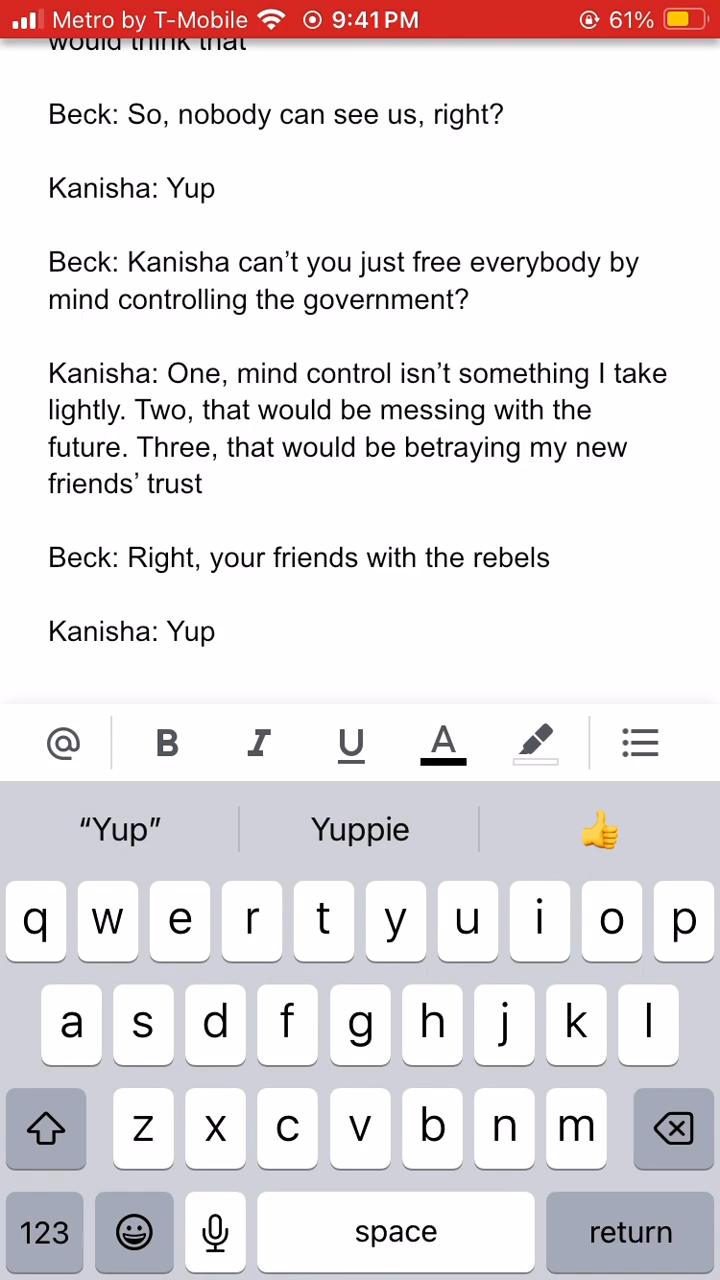 Metro by T-Mobile 9:41 PM 61%
would think that
Beck: So, nobody can see us, right?
Kanisha: Yup
Beck: Kanisha can’t you just free everybody by
mind controlling the government?
Kanisha: One, mind control isn’t something I take
lightly. Two, that would be messing with the
future. Three, that would be betraying my new
friends’ trust
Beck: Right, your friends with the rebels
Kanisha: Yup
@ B I U A
“Yup” Yuppie 👍
q w e r t y u i o p
a s d f g h j k l
z x c v b n m
123 space return